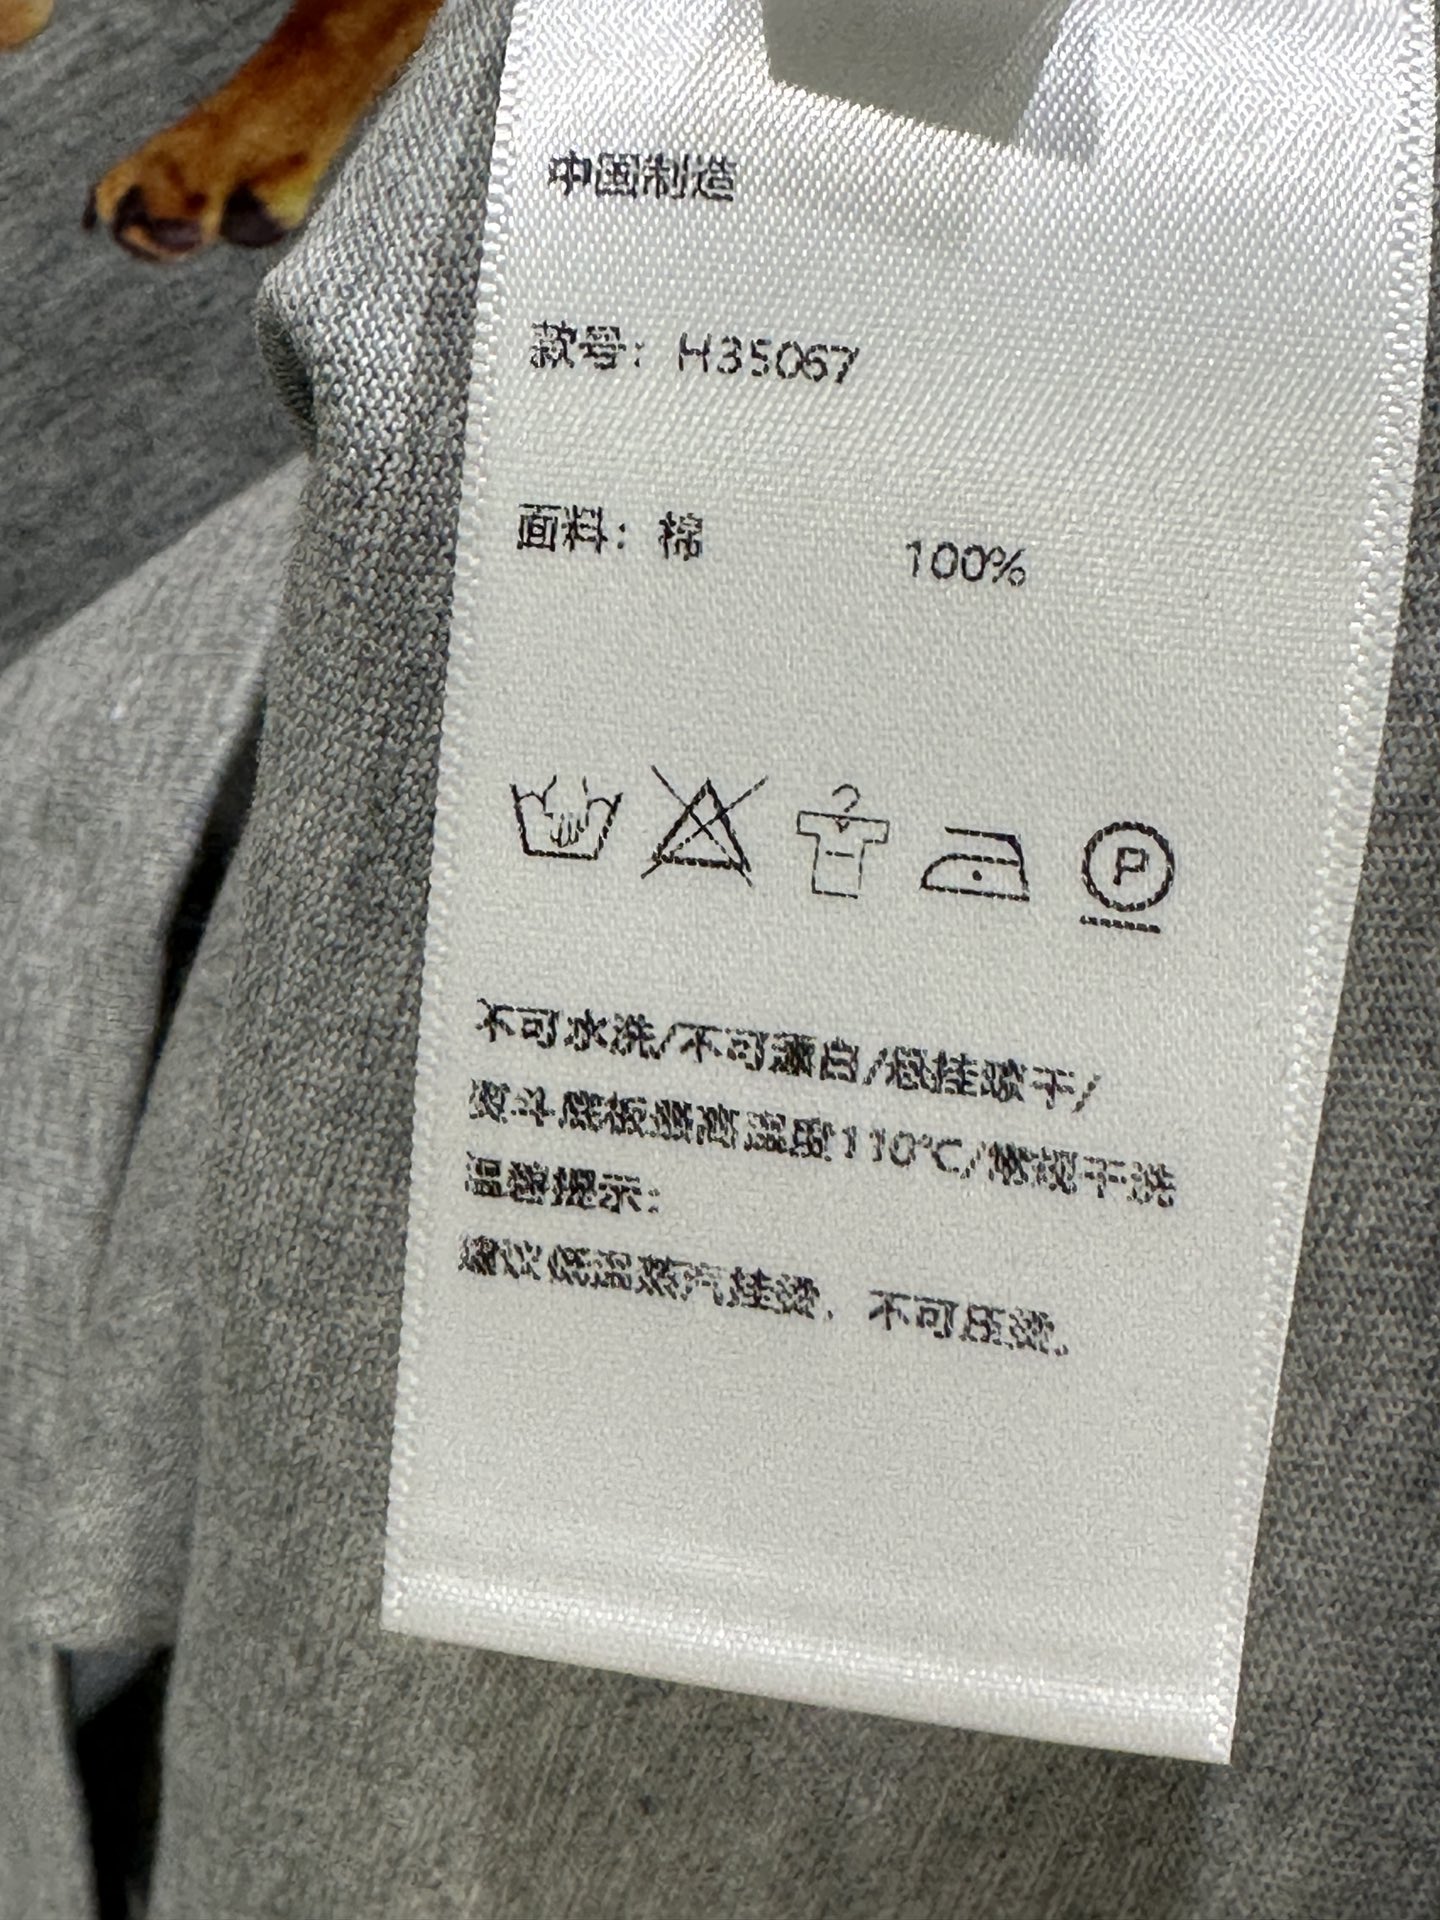 中国制造
款号：H35067
面料：棉 100%
P
不可水洗/不可漂白/悬挂晾干/
熨斗底板最高温度110℃/常规干洗
温馨提示：
建议低温蒸汽挂烫，不可压烫。